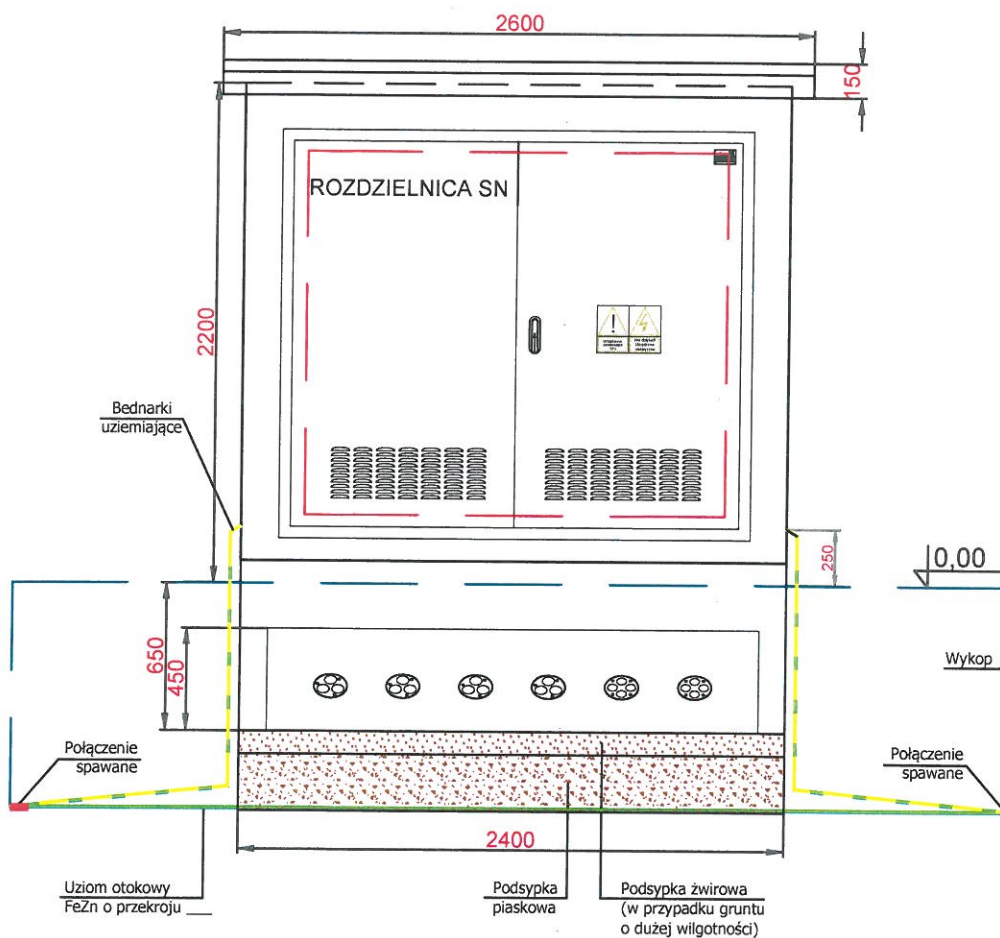 2600
150
ROZDZIELNICA SN
2200
Bednarki
uziemiające
250
0,00
650
450
Wykop
Połączenie
spawane
Połączenie
spawane
2400
Uziom otokowy
FeZn o przekroju ___
Podsypka
piaskowa
Podsypka żwirowa
(w przypadku gruntu
o dużej wilgotności)